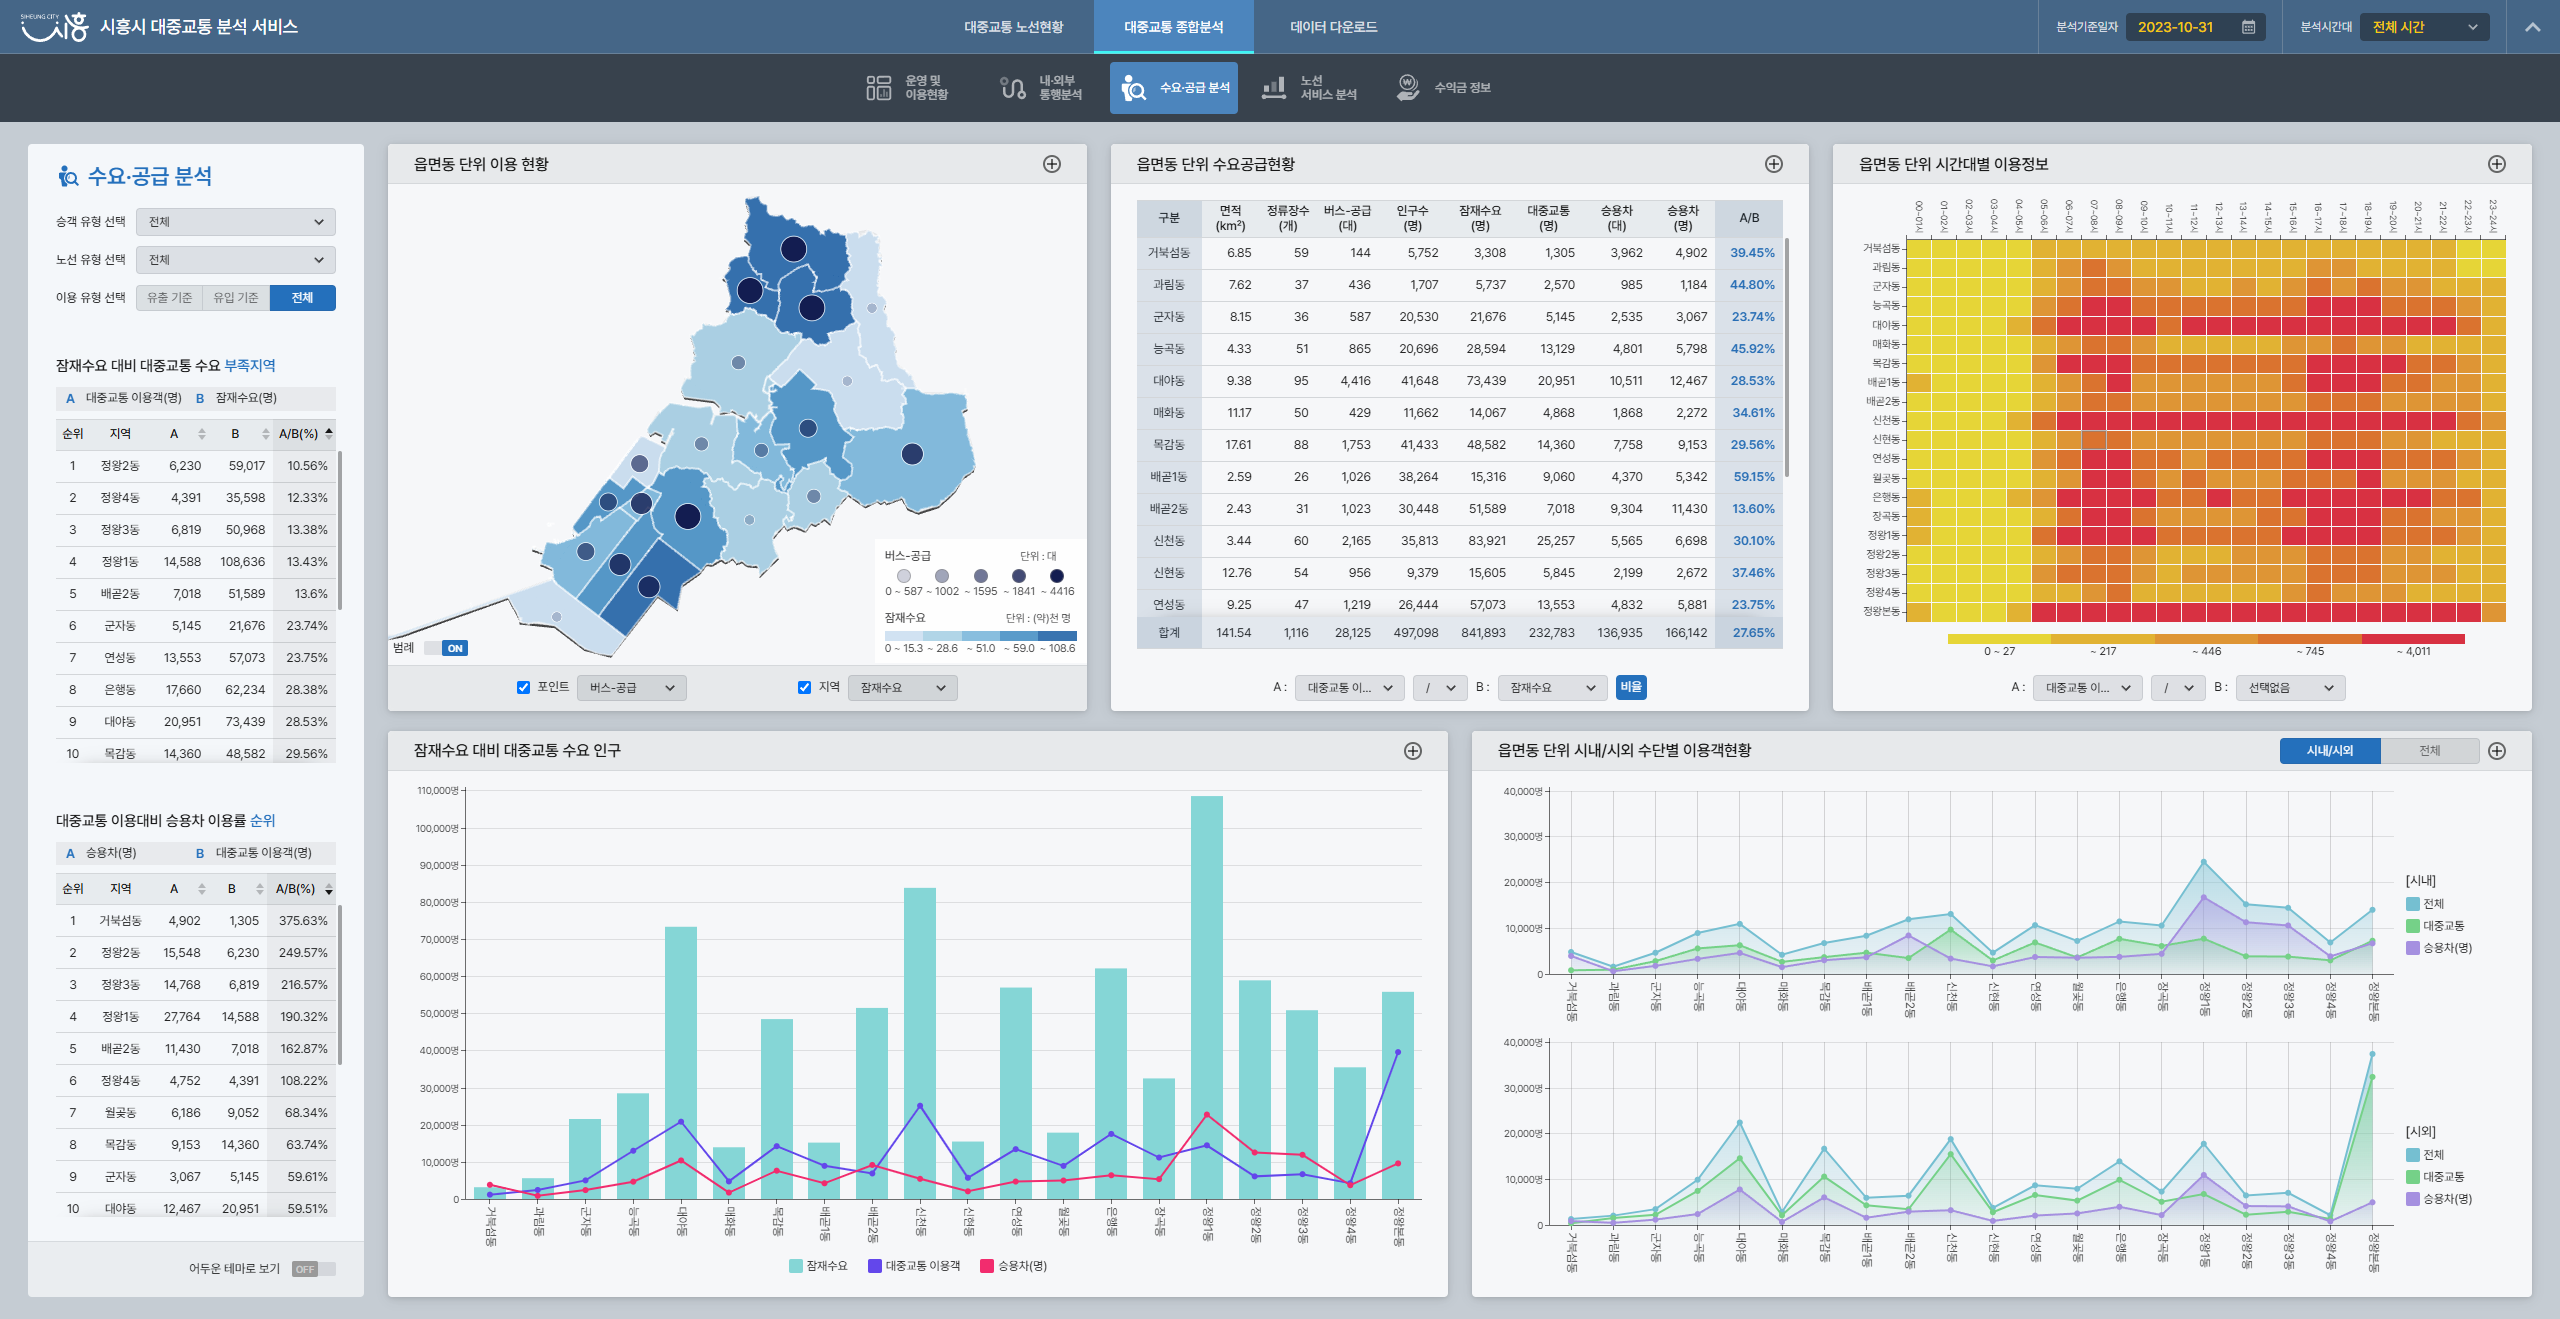 SIHEUNG CITY
시흥
시흥시 대중교통 분석 서비스
대중교통 노선현황
대중교통 종합분석
데이터 다운로드
분석기준일자 2023-10-31
분석시간대 전체 시간
운영 및
이용현황
내·외부
통행분석
수요·공급 분석
노선
서비스 분석
수익금 정보
수요·공급 분석
승객 유형 선택 전체
노선 유형 선택 전체
이용 유형 선택 유출 기준 유입 기준 전체
잠재수요 대비 대중교통 수요 부족지역
A 대중교통 이용객(명) B 잠재수요(명)
순위 지역 A B A/B(%)
1 정왕2동 6,230 59,017 10.56%
2 정왕4동 4,391 35,598 12.33%
3 정왕3동 6,819 50,968 13.38%
4 정왕1동 14,588 108,636 13.43%
5 배곧2동 7,018 51,589 13.6%
6 군자동 5,145 21,676 23.74%
7 연성동 13,553 57,073 23.75%
8 은행동 17,660 62,234 28.38%
9 대야동 20,951 73,439 28.53%
10 목감동 14,360 48,582 29.56%
대중교통 이용대비 승용차 이용률 순위
A 승용차(명) B 대중교통 이용객(명)
순위 지역 A B A/B(%)
1 거북섬동 4,902 1,305 375.63%
2 정왕2동 15,548 6,230 249.57%
3 정왕3동 14,768 6,819 216.57%
4 정왕1동 27,764 14,588 190.32%
5 배곧2동 11,430 7,018 162.87%
6 정왕4동 4,752 4,391 108.22%
7 월곶동 6,186 9,052 68.34%
8 목감동 9,153 14,360 63.74%
9 군자동 3,067 5,145 59.61%
10 대야동 12,467 20,951 59.51%
어두운 테마로 보기 OFF
읍면동 단위 이용 현황
버스-공급 단위 : 대
0 ~ 587 ~ 1002 ~ 1595 ~ 1841 ~ 4416
잠재수요 단위 : (약)천 명
0 ~ 15.3 ~ 28.6 ~ 51.0 ~ 59.0 ~ 108.6
범례 ON
포인트 버스-공급 지역 잠재수요
읍면동 단위 수요공급현황
구분 면적 정류장수 버스-공급 인구수 잠재수요 대중교통 승용차 승용차 A/B
(km²) (개) (대) (명) (명) (명) (대) (명)
거북섬동 6.85 59 144 5,752 3,308 1,305 3,962 4,902 39.45%
과림동 7.62 37 436 1,707 5,737 2,570 985 1,184 44.80%
군자동 8.15 36 587 20,530 21,676 5,145 2,535 3,067 23.74%
능곡동 4.33 51 865 20,696 28,594 13,129 4,801 5,798 45.92%
대야동 9.38 95 4,416 41,648 73,439 20,951 10,511 12,467 28.53%
매화동 11.17 50 429 11,662 14,067 4,868 1,868 2,272 34.61%
목감동 17.61 88 1,753 41,433 48,582 14,360 7,758 9,153 29.56%
배곧1동 2.59 26 1,026 38,264 15,316 9,060 4,370 5,342 59.15%
배곧2동 2.43 31 1,023 30,448 51,589 7,018 9,304 11,430 13.60%
신천동 3.44 60 2,165 35,813 83,921 25,257 5,565 6,698 30.10%
신현동 12.76 54 956 9,379 15,605 5,845 2,199 2,672 37.46%
연성동 9.25 47 1,219 26,444 57,073 13,553 4,832 5,881 23.75%
합계 141.54 1,116 28,125 497,098 841,893 232,783 136,935 166,142 27.65%
A : 대중교통 이... / B : 잠재수요 비율
읍면동 단위 시간대별 이용정보
00~01시 01~02시 02~03시 03~04시 04~05시 05~06시 06~07시 07~08시 08~09시 09~10시 10~11시 11~12시 12~13시 13~14시 14~15시 15~16시 16~17시 17~18시 18~19시 19~20시 20~21시 21~22시 22~23시 23~24시
거북섬동
과림동
군자동
능곡동
대야동
매화동
목감동
배곧1동
배곧2동
신천동
신현동
연성동
월곶동
은행동
장곡동
정왕1동
정왕2동
정왕3동
정왕4동
정왕본동
0 ~ 27 ~ 217 ~ 446 ~ 745 ~ 4,011
A : 대중교통 이... / B : 선택없음
잠재수요 대비 대중교통 수요 인구
110,000명
100,000명
90,000명
80,000명
70,000명
60,000명
50,000명
40,000명
30,000명
20,000명
10,000명
0
거북섬동 과림동 군자동 능곡동 대야동 매화동 목감동 배곧1동 배곧2동 신천동 신현동 연성동 월곶동 은행동 장곡동 정왕1동 정왕2동 정왕3동 정왕4동 정왕본동
잠재수요 대중교통 이용객 승용차(명)
읍면동 단위 시내/시외 수단별 이용객현황
시내/시외 전체
40,000명
30,000명
20,000명
10,000명
0
거북섬동 과림동 군자동 능곡동 대야동 매화동 목감동 배곧1동 배곧2동 신천동 신현동 연성동 월곶동 은행동 장곡동 정왕1동 정왕2동 정왕3동 정왕4동 정왕본동
[시내]
전체
대중교통
승용차(명)
40,000명
30,000명
20,000명
10,000명
0
거북섬동 과림동 군자동 능곡동 대야동 매화동 목감동 배곧1동 배곧2동 신천동 신현동 연성동 월곶동 은행동 장곡동 정왕1동 정왕2동 정왕3동 정왕4동 정왕본동
[시외]
전체
대중교통
승용차(명)